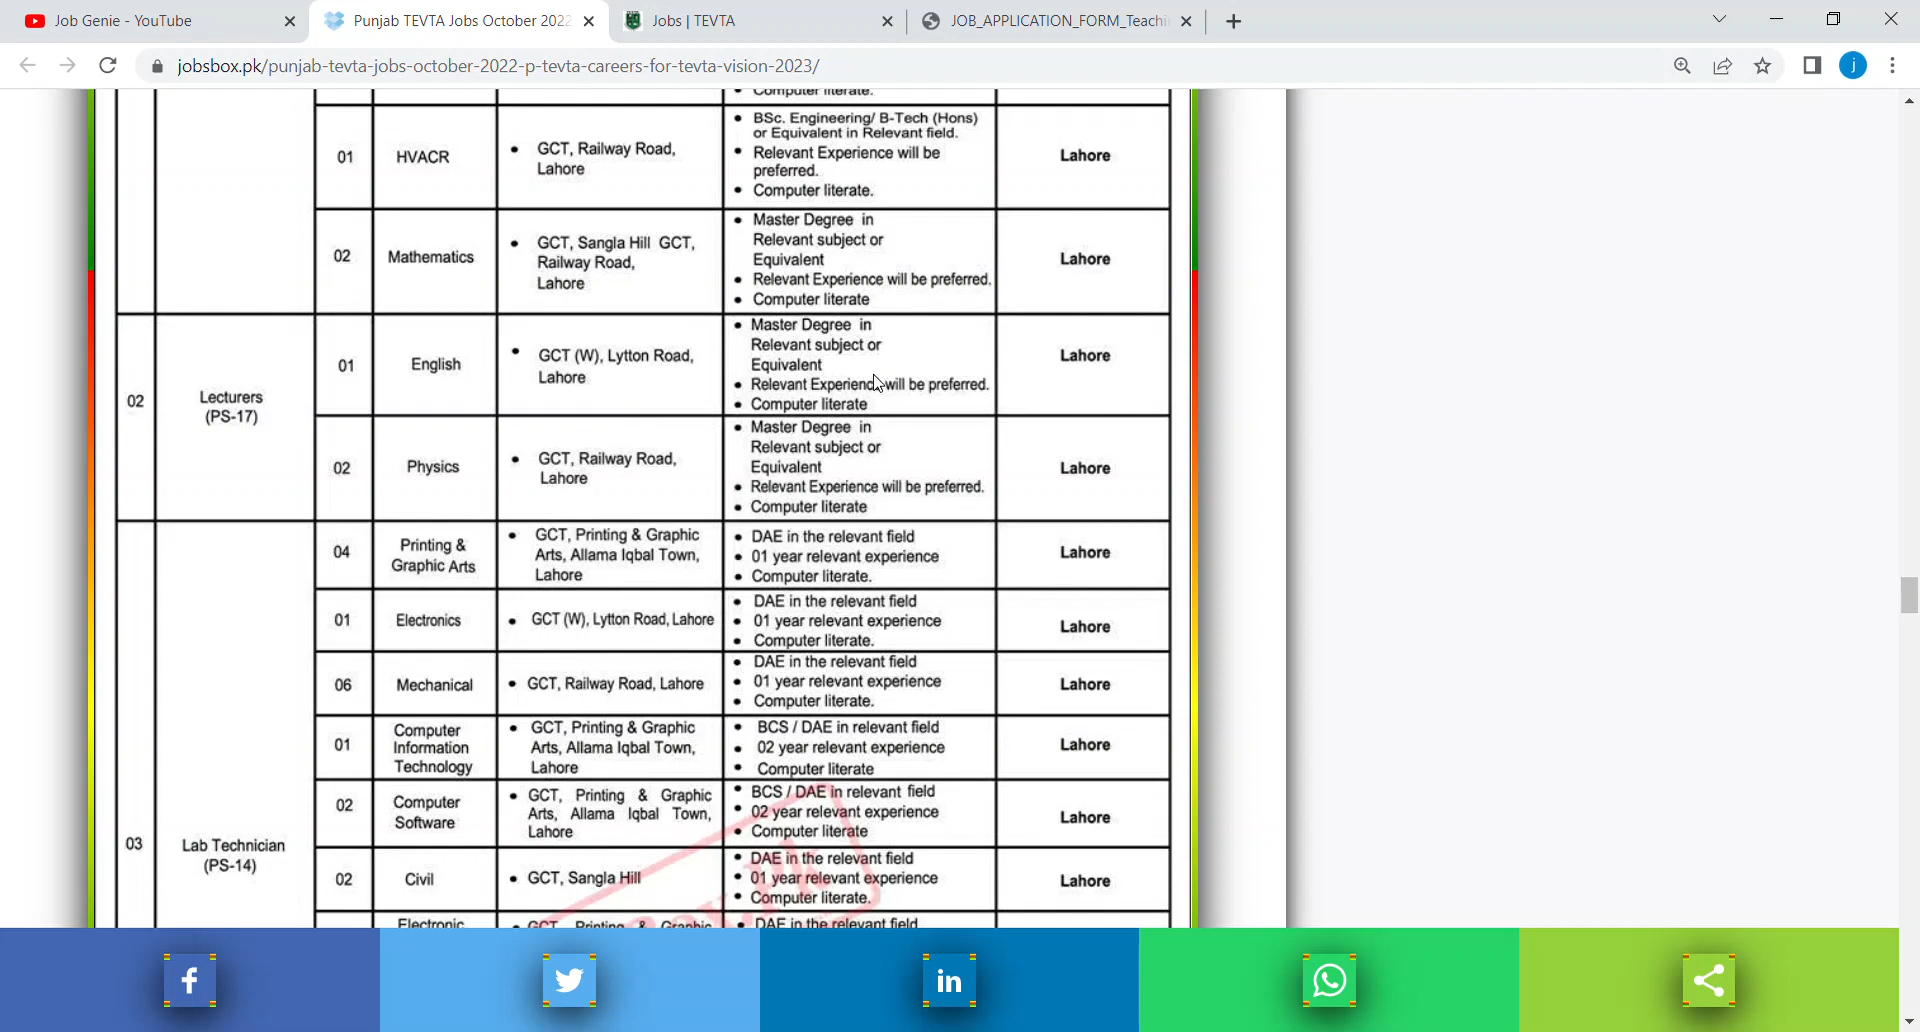 Job Genie - YouTube
Punjab TEVTA Jobs October 2022
Jobs | TEVTA
JOB_APPLICATION_FORM_Teachi
jobsbox.pk/punjab-tevta-jobs-october-2022-p-tevta-careers-for-tevta-vision-2023/
j
Computer literate.
01
HVACR
• GCT, Railway Road,
Lahore
• BSc. Engineering/ B-Tech (Hons)
or Equivalent in Relevant field.
• Relevant Experience will be
preferred.
• Computer literate.
Lahore
02
Mathematics
• GCT, Sangla Hill GCT,
Railway Road,
Lahore
• Master Degree in
Relevant subject or
Equivalent
• Relevant Experience will be preferred.
• Computer literate
Lahore
02
Lecturers
(PS-17)
01
English
• GCT (W), Lytton Road,
Lahore
• Master Degree in
Relevant subject or
Equivalent
• Relevant Experience will be preferred.
• Computer literate
Lahore
02
Physics
• GCT, Railway Road,
Lahore
• Master Degree in
Relevant subject or
Equivalent
• Relevant Experience will be preferred.
• Computer literate
Lahore
03
Lab Technician
(PS-14)
04
Printing &
Graphic Arts
• GCT, Printing & Graphic
Arts, Allama Iqbal Town,
Lahore
• DAE in the relevant field
• 01 year relevant experience
• Computer literate.
Lahore
01
Electronics
• GCT (W), Lytton Road, Lahore
• DAE in the relevant field
• 01 year relevant experience
• Computer literate.
Lahore
06
Mechanical
• GCT, Railway Road, Lahore
• DAE in the relevant field
• 01 year relevant experience
• Computer literate.
Lahore
01
Computer
Information
Technology
• GCT, Printing & Graphic
Arts, Allama Iqbal Town,
Lahore
• BCS / DAE in relevant field
• 02 year relevant experience
• Computer literate
Lahore
02
Computer
Software
• GCT, Printing & Graphic
Arts, Allama Iqbal Town,
Lahore
• BCS / DAE in relevant field
• 02 year relevant experience
• Computer literate
Lahore
02
Civil
• GCT, Sangla Hill
• DAE in the relevant field
• 01 year relevant experience
• Computer literate.
Lahore
Electronic
• GCT, Printing & Graphic
• DAE in the relevant field
f
in